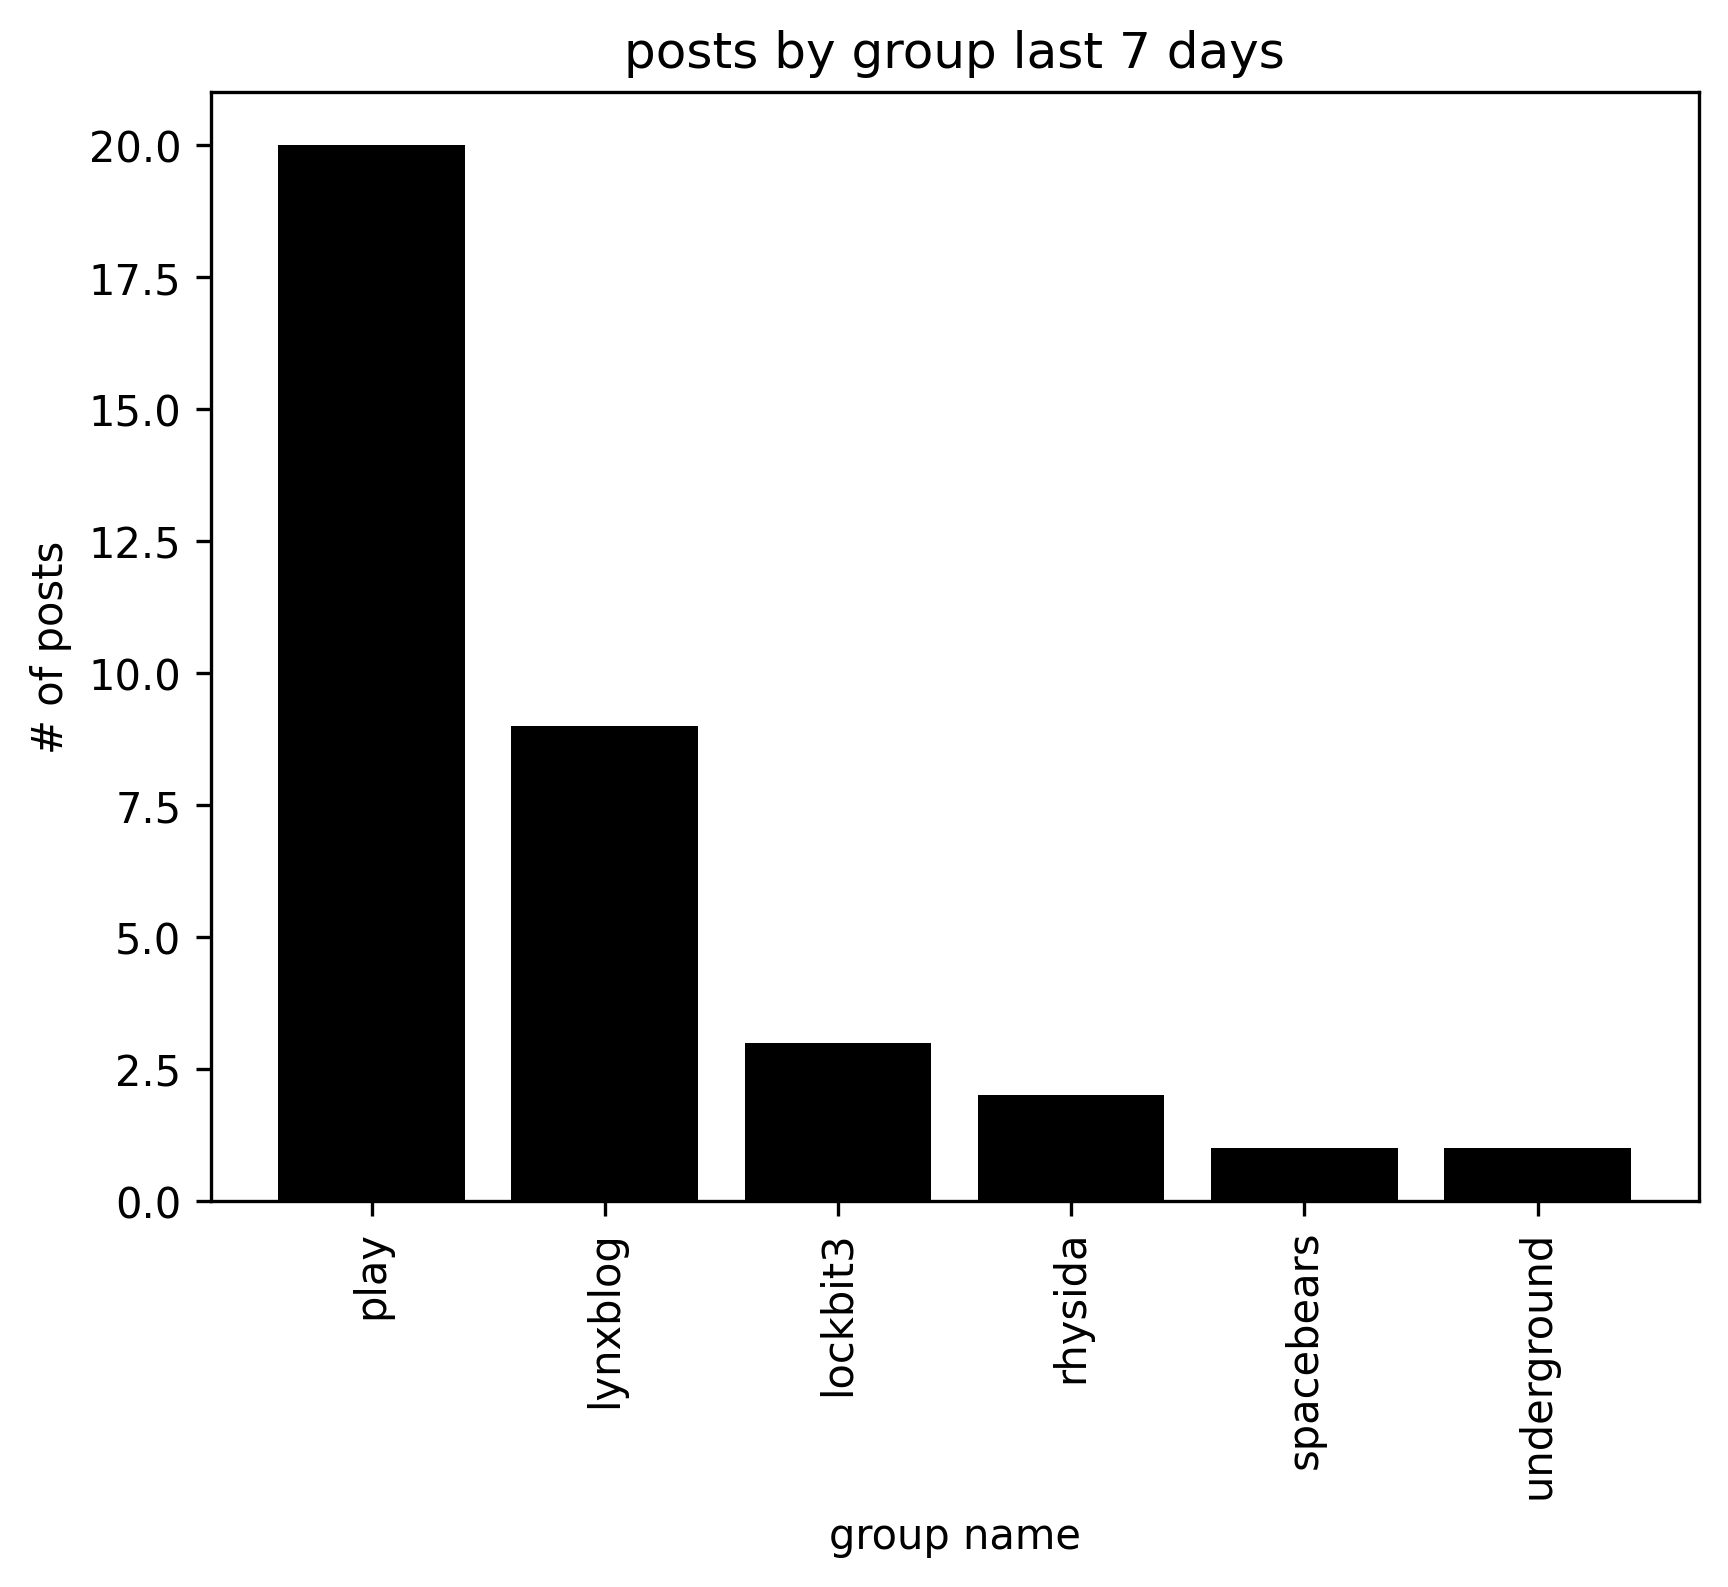 posts by group last 7 days
20.0
17.5
15.0
12.5
10.0
7.5
5.0
2.5
0.0
# of posts
play
lynxblog
lockbit3
rhysida
spacebears
underground
group name